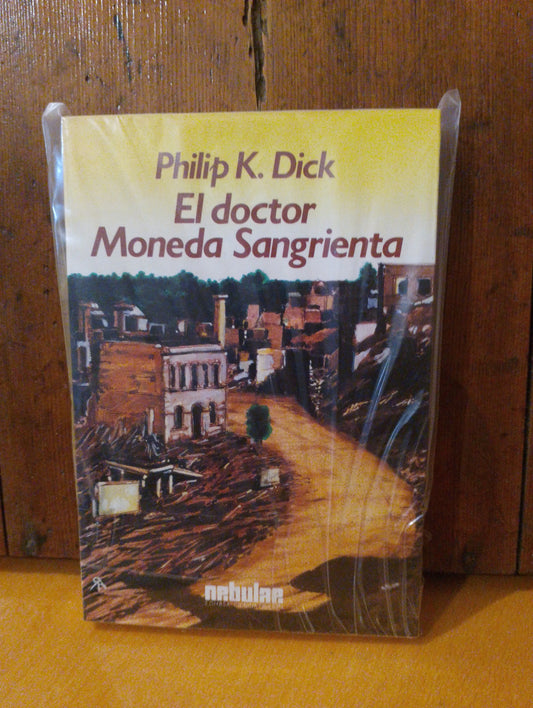 Philip K. Dick
El doctor
Moneda Sangrienta
nebulae